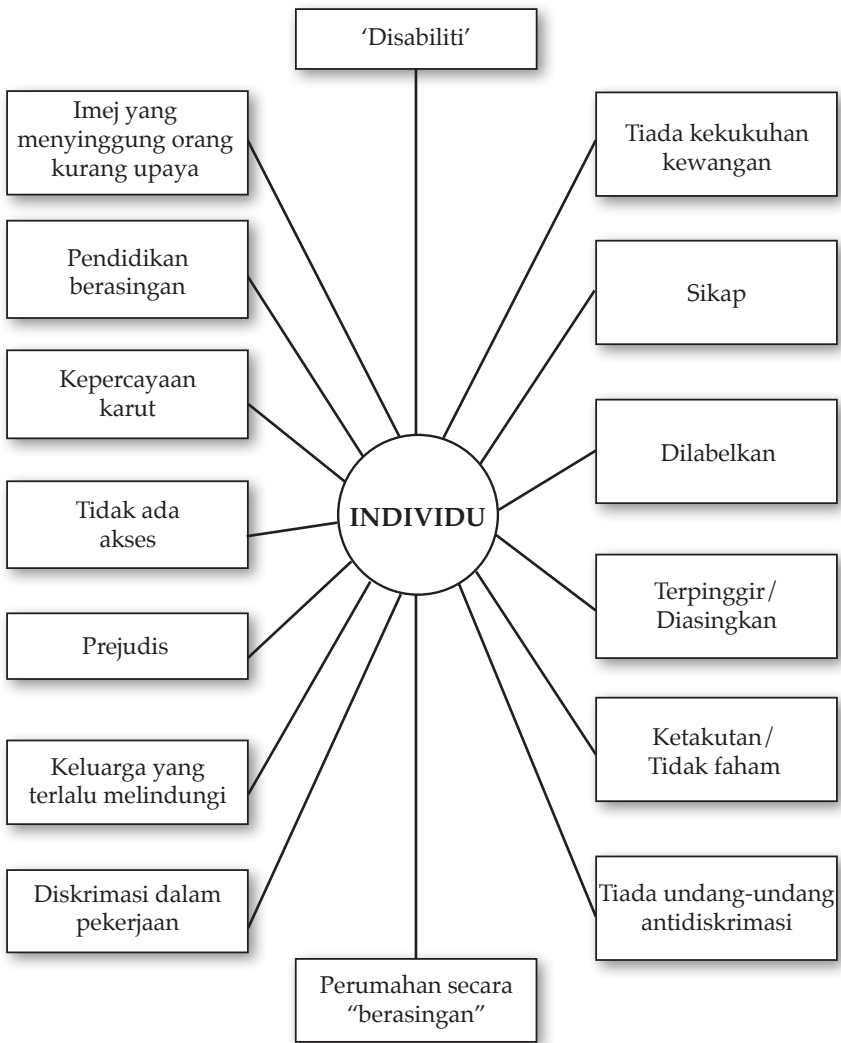 ‘Disabiliti’
Imej yang
menyinggung orang
kurang upaya
Pendidikan
berasingan
Kepercayaan
karut
Tidak ada
akses
Prejudis
Keluarga yang
terlalu melindungi
Diskrimasi dalam
pekerjaan
INDIVIDU
Perumahan secara
“berasingan”
Tiada kekukuhan
kewangan
Sikap
Dilabelkan
Terpinggir/
Diasingkan
Ketakutan/
Tidak faham
Tiada undang-undang
antidiskrimasi